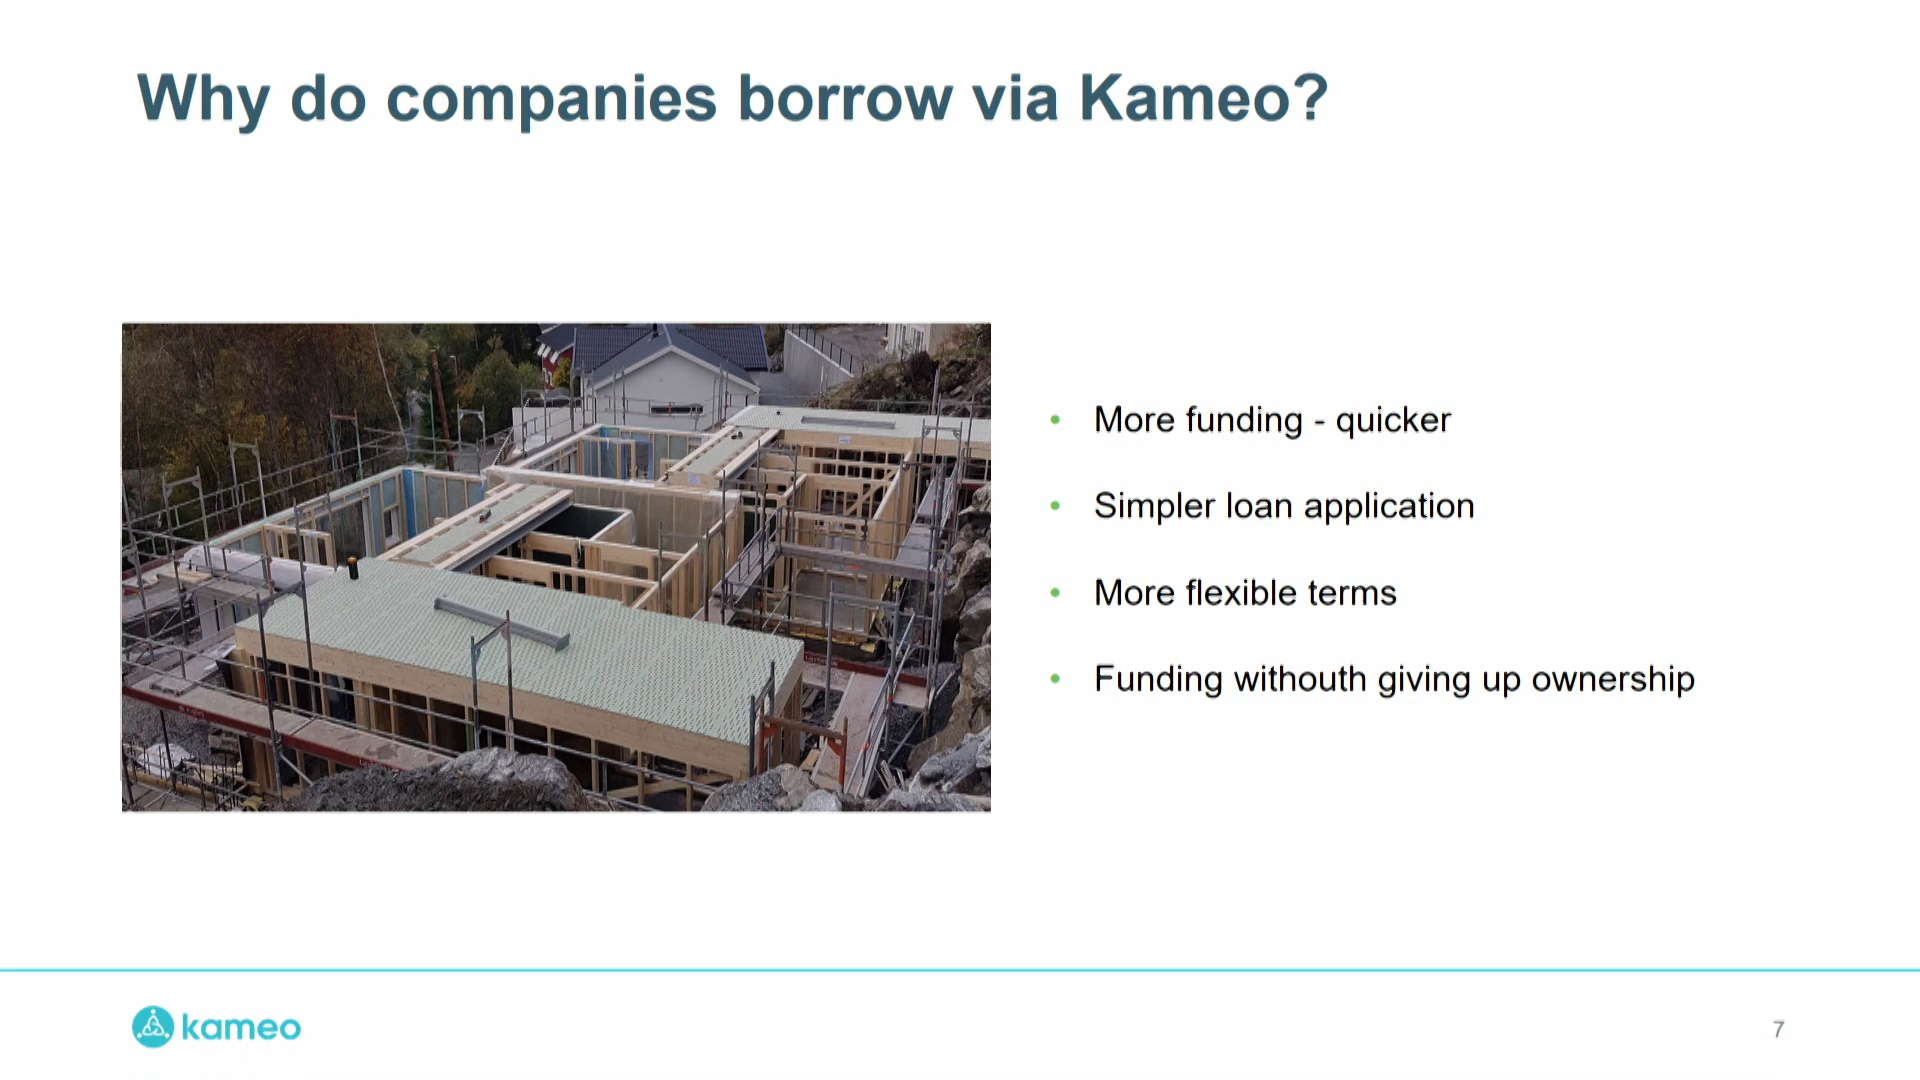 Why do companies borrow via Kameo?
• More funding - quicker
• Simpler loan application
• More flexible terms
• Funding withouth giving up ownership
kameo
7